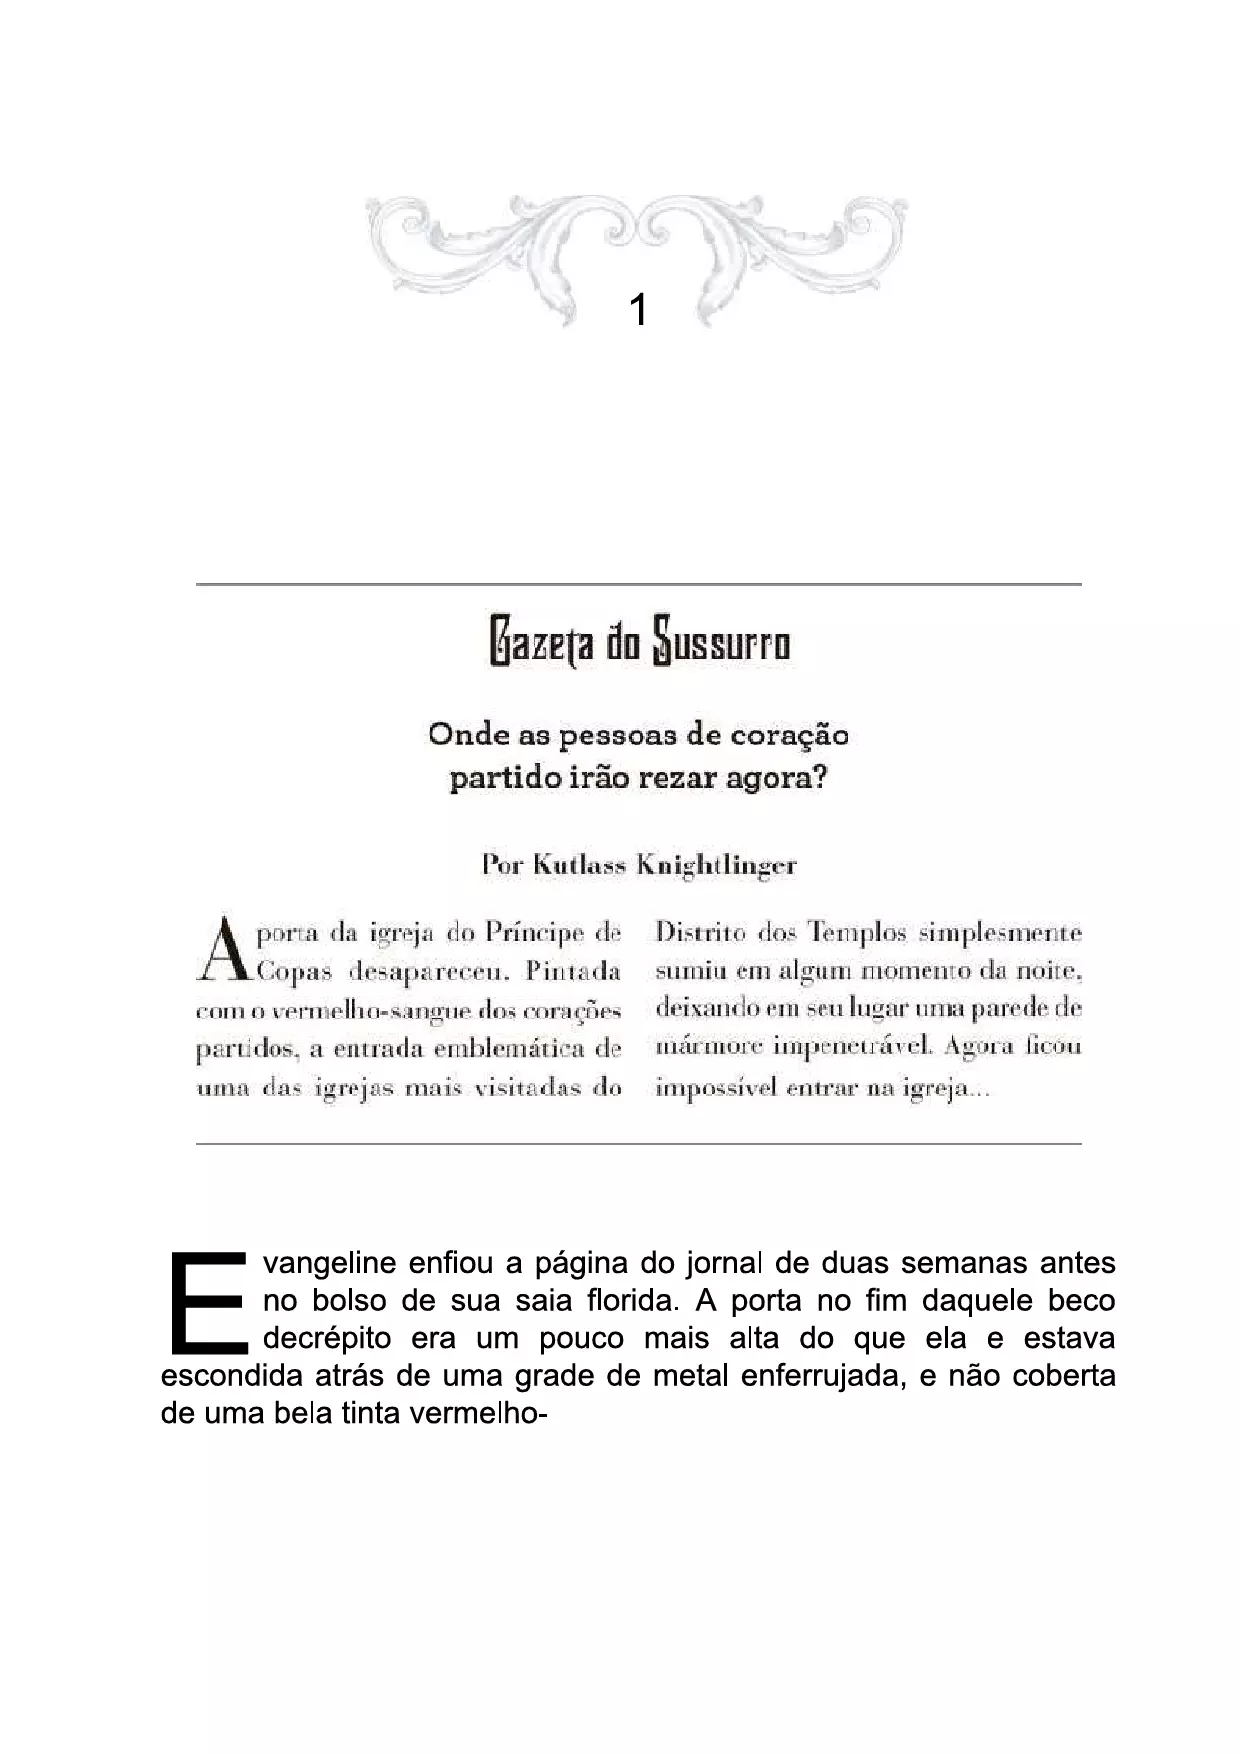 1
Gazeta do Sussurro
Onde as pessoas de coração
partido irão rezar agora?
Por Kutlass Knightlinger
A porta da igreja do Príncipe de
Copas desapareceu. Pintada
com o vermelho-sangue dos corações
partidos, a entrada emblemática de
uma das igrejas mais visitadas do
Distrito dos Templos simplesmente
sumiu em algum momento da noite,
deixando em seu lugar uma parede de
mármore impenetrável. Agora ficou
impossível entrar na igreja...
Evangeline enfiou a página do jornal de duas semanas antes
no bolso de sua saia florida. A porta no fim daquele beco
decrépito era um pouco mais alta do que ela e estava
escondida atrás de uma grade de metal enferrujada, e não coberta
de uma bela tinta vermelho-